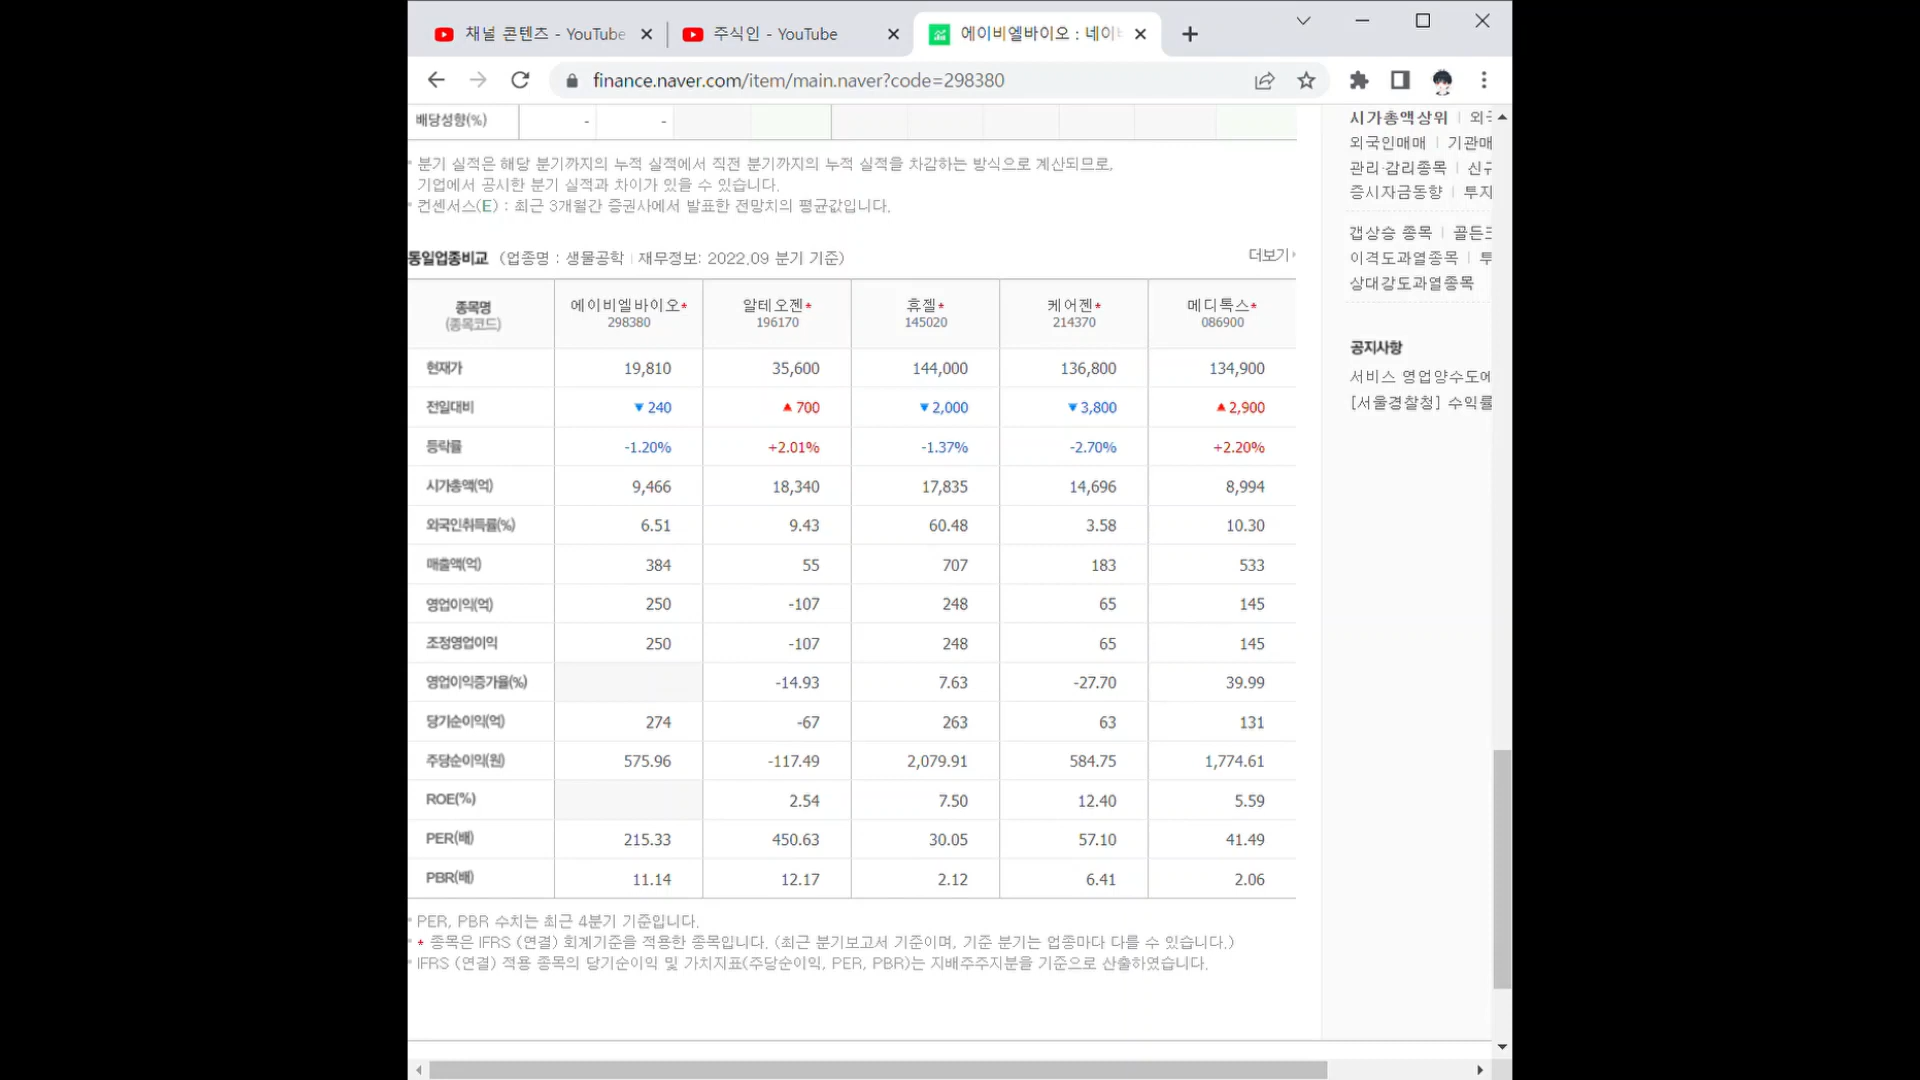 채널 콘텐츠 - YouTube
주식인 - YouTube
에이비엘바이오 : 네이
finance.naver.com/item/main.naver?code=298380
배당성향(%) - -
* 분기 실적은 해당 분기까지의 누적 실적에서 직전 분기까지의 누적 실적을 차감하는 방식으로 계산되므로,
기업에서 공시한 분기 실적과 차이가 있을 수 있습니다.
* 컨센서스(E) : 최근 3개월간 증권사에서 발표한 전망치의 평균값입니다.
동일업종비교 (업종명 : 생물공학 | 재무정보: 2022.09 분기 기준) 더보기
종목명 에이비엘바이오* 알테오젠* 휴젤* 케어젠* 메디톡스*
(종목코드) 298380 196170 145020 214370 086900
현재가 19,810 35,600 144,000 136,800 134,900
전일대비 ▼240 ▲700 ▼2,000 ▼3,800 ▲2,900
등락률 -1.20% +2.01% -1.37% -2.70% +2.20%
시가총액(억) 9,466 18,340 17,835 14,696 8,994
외국인취득률(%) 6.51 9.43 60.48 3.58 10.30
매출액(억) 384 55 707 183 533
영업이익(억) 250 -107 248 65 145
조정영업이익 250 -107 248 65 145
영업이익증가율(%) -14.93 7.63 -27.70 39.99
당기순이익(억) 274 -67 263 63 131
주당순이익(원) 575.96 -117.49 2,079.91 584.75 1,774.61
ROE(%) 2.54 7.50 12.40 5.59
PER(배) 215.33 450.63 30.05 57.10 41.49
PBR(배) 11.14 12.17 2.12 6.41 2.06
* PER, PBR 수치는 최근 4분기 기준입니다.
* * 종목은 IFRS (연결) 회계기준을 적용한 종목입니다. (최근 분기보고서 기준이며, 기준 분기는 업종마다 다를 수 있습니다.)
* IFRS (연결) 적용 종목의 당기순이익 및 가치지표(주당순이익, PER, PBR)는 지배주주지분을 기준으로 산출하였습니다.
시가총액상위 | 외
외국인매매 | 기관매
관리·감리종목 | 신규
증시자금동향 | 투자
갭상승 종목 | 골든크
이격도과열종목 | 투
상대강도과열종목
공지사항
서비스 영업양수도에
[서울경찰청] 수익률